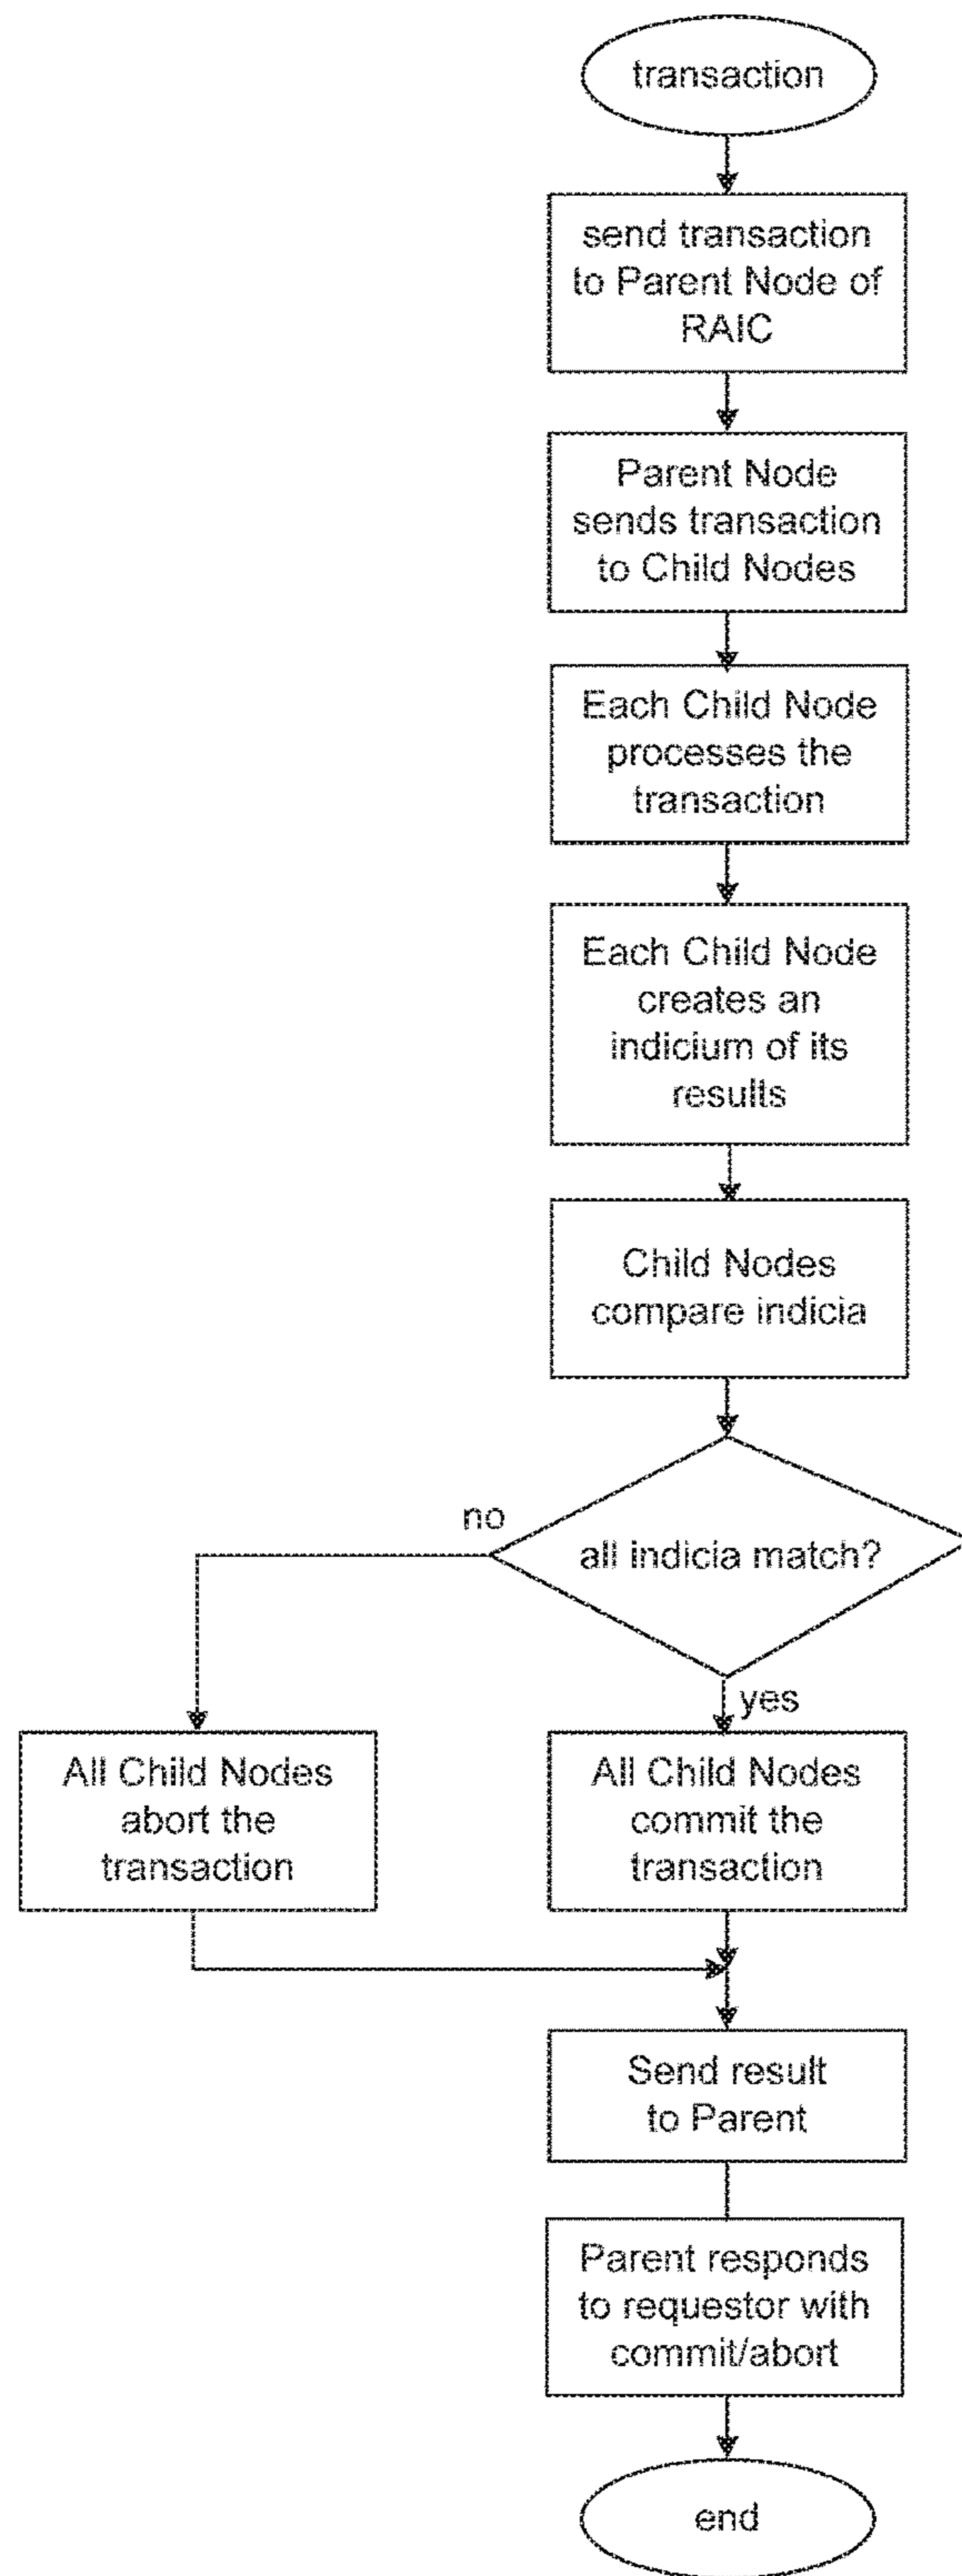 transaction
send transaction
to Parent Node of
RAIC
Parent Node
sends transaction
to Child Nodes
Each Child Node
processes the
transaction
Each Child Node
creates an
indicium of its
results
Child Nodes
compare indicia
no
all indicia match?
yes
All Child Nodes
abort the
transaction
All Child Nodes
commit the
transaction
Send result
to Parent
Parent responds
to requestor with
commit/abort
end